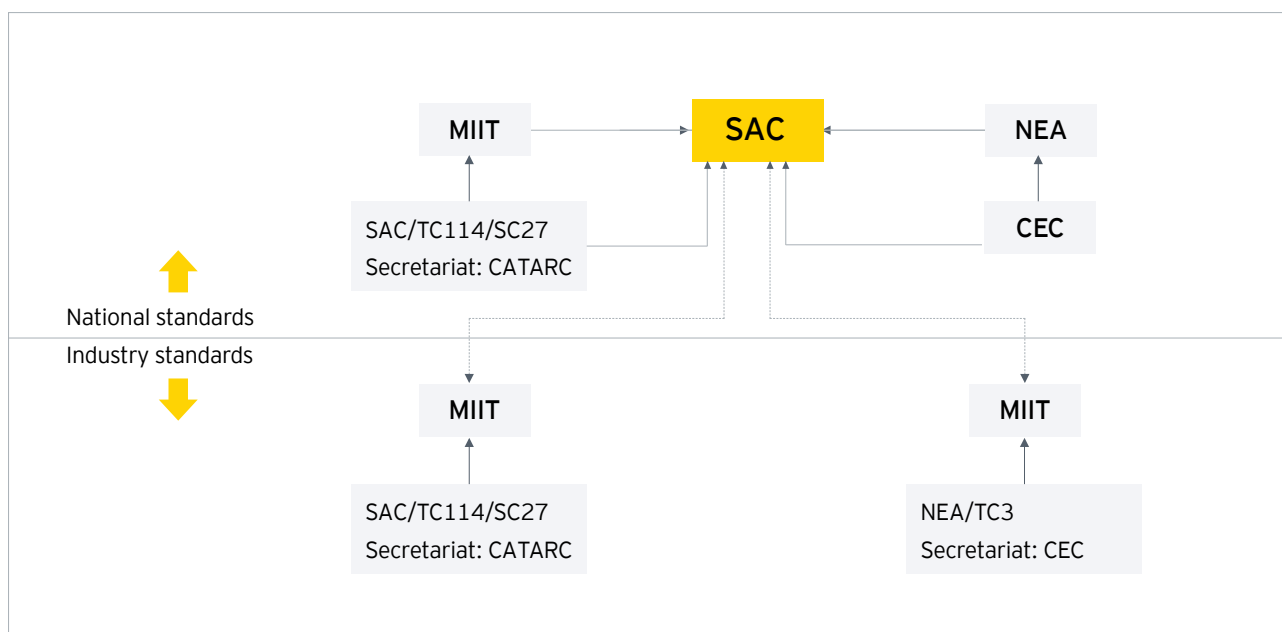 MIIT
SAC
NEA
SAC/TC114/SC27
Secretariat: CATARC
CEC
National standards
Industry standards
MIIT
MIIT
SAC/TC114/SC27
Secretariat: CATARC
NEA/TC3
Secretariat: CEC